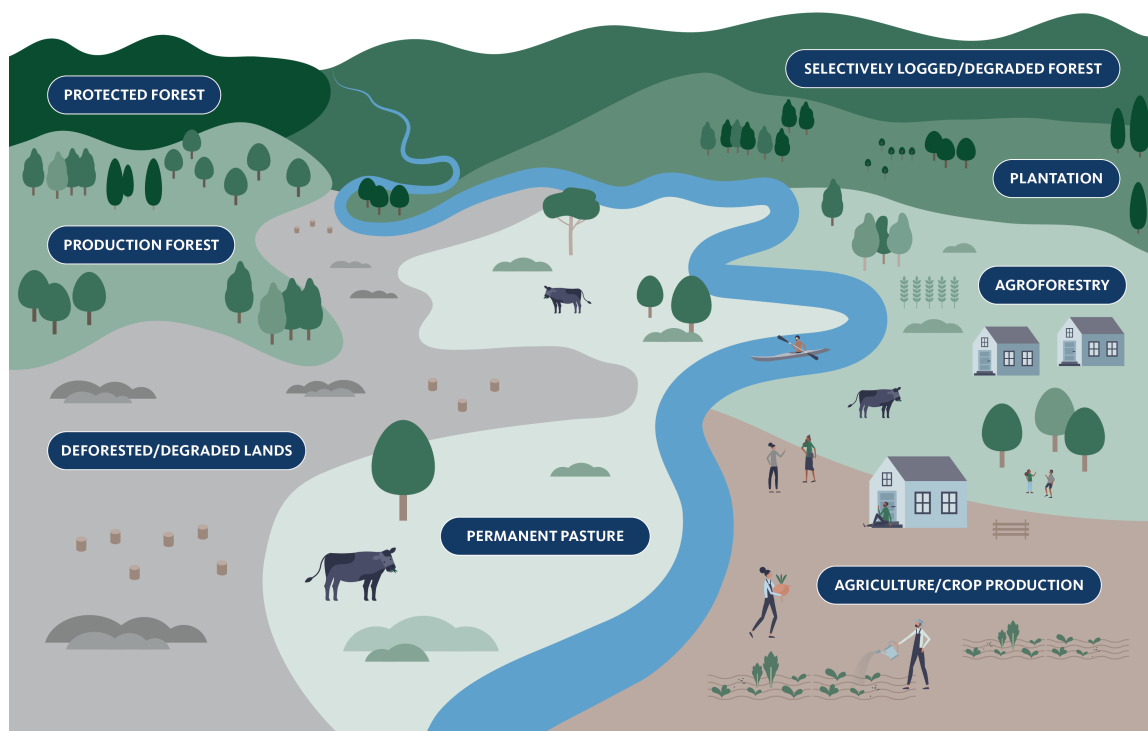 PROTECTED FOREST
SELECTIVELY LOGGED/DEGRADED FOREST
PLANTATION
PRODUCTION FOREST
AGROFORESTRY
DEFORESTED/DEGRADED LANDS
PERMANENT PASTURE
AGRICULTURE/CROP PRODUCTION